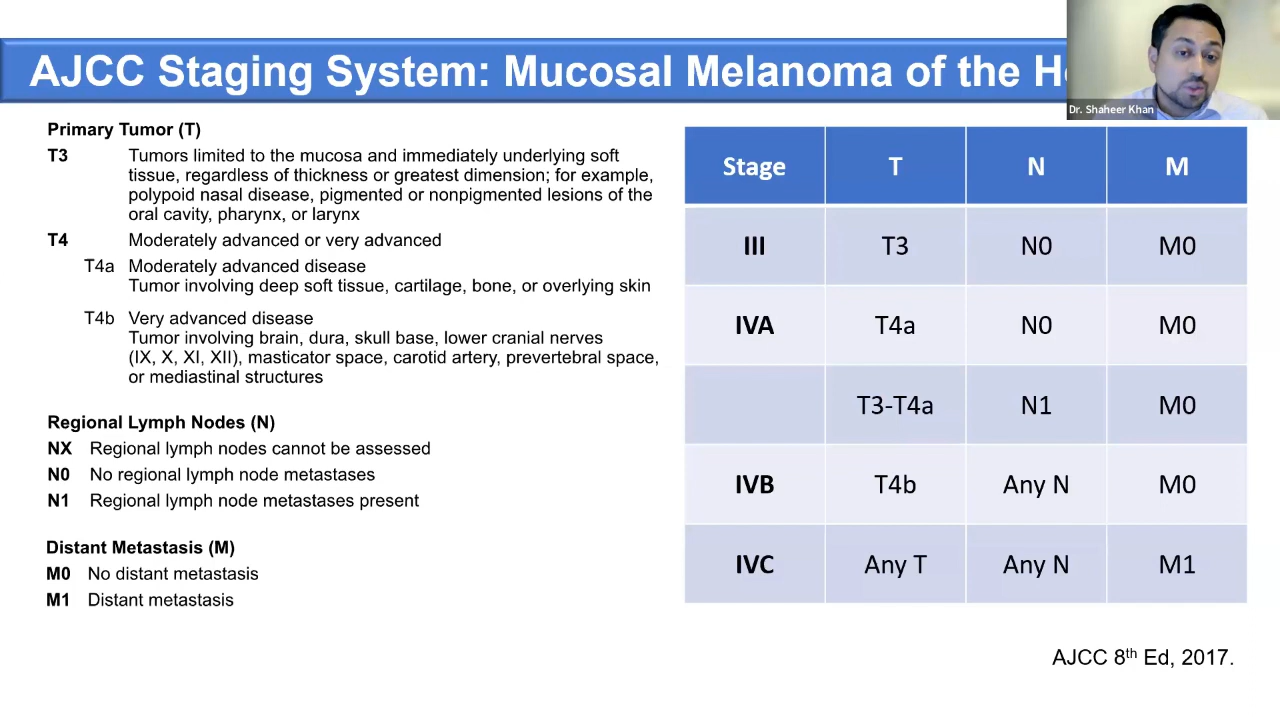 AJCC Staging System: Mucosal Melanoma of the
Dr. Shaheer Khan
Primary Tumor (T)
T3 Tumors limited to the mucosa and immediately underlying soft
tissue, regardless of thickness or greatest dimension; for example,
polypoid nasal disease, pigmented or nonpigmented lesions of the
oral cavity, pharynx, or larynx
T4 Moderately advanced or very advanced
T4a Moderately advanced disease
Tumor involving deep soft tissue, cartilage, bone, or overlying skin
T4b Very advanced disease
Tumor involving brain, dura, skull base, lower cranial nerves
(IX, X, XI, XII), masticator space, carotid artery, prevertebral space,
or mediastinal structures
Regional Lymph Nodes (N)
NX Regional lymph nodes cannot be assessed
N0 No regional lymph node metastases
N1 Regional lymph node metastases present
Distant Metastasis (M)
M0 No distant metastasis
M1 Distant metastasis
Stage T N M
III T3 N0 M0
IVA T4a N0 M0
T3-T4a N1 M0
IVB T4b Any N M0
IVC Any T Any N M1
AJCC 8th Ed, 2017.